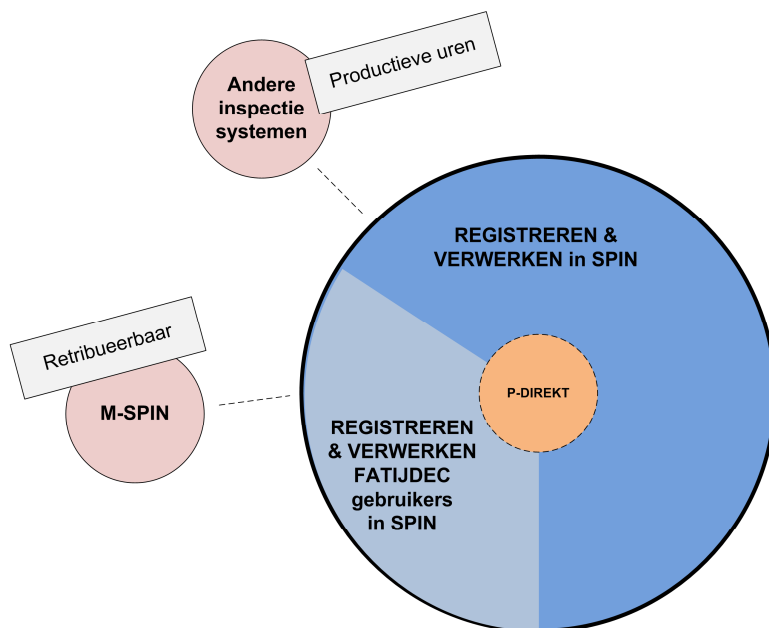 Productieve uren
Andere
inspectie
systemen
REGISTREREN &
VERWERKEN in SPIN
Retribueerbaar
M-SPIN
P-DIREKT
REGISTREREN
& VERWERKEN
FATIJDEC
gebruikers
in SPIN